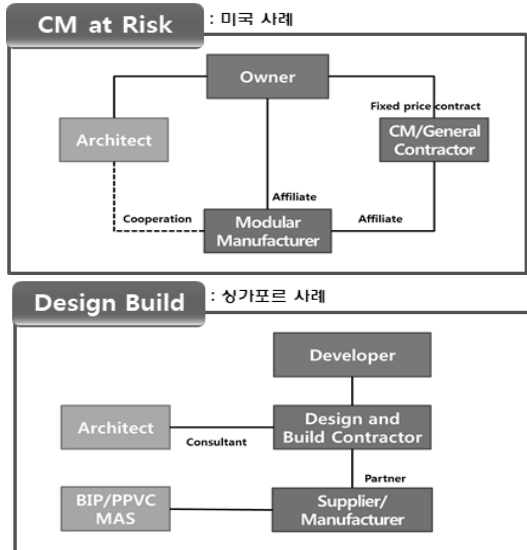 CM at Risk
: 미국 사례
Owner
Fixed price contract
Architect
CM/General
Contractor
Affiliate
Cooperation
Modular
Manufacturer
Affiliate
Design Build
: 싱가포르 사례
Developer
Architect
Consultant
Design and
Build Contractor
Partner
BIP/PPVC
MAS
Supplier/
Manufacturer